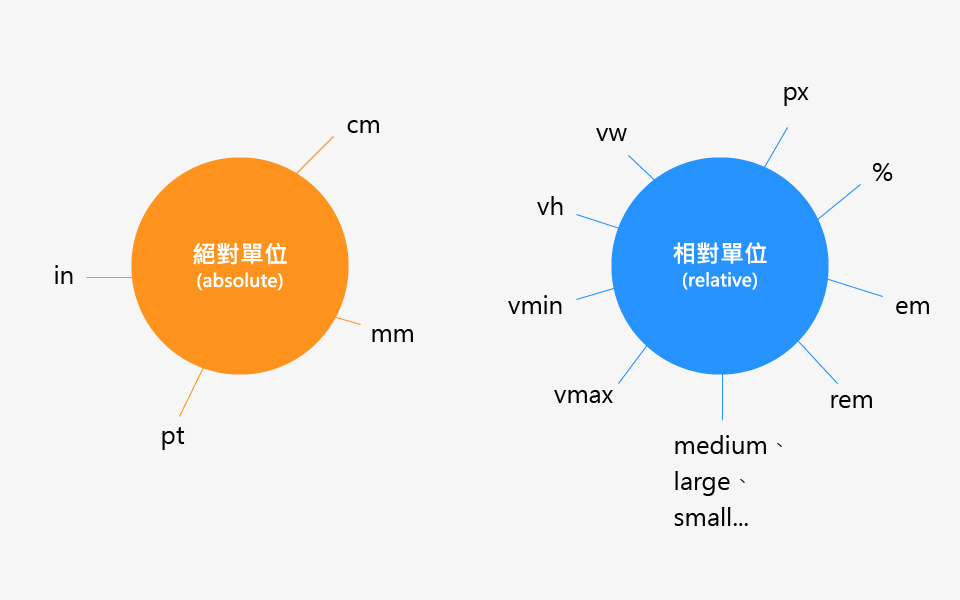 絕對單位
(absolute)
cm
mm
pt
in
相對單位
(relative)
px
%
em
rem
medium、
large、
small...
vmax
vmin
vh
vw